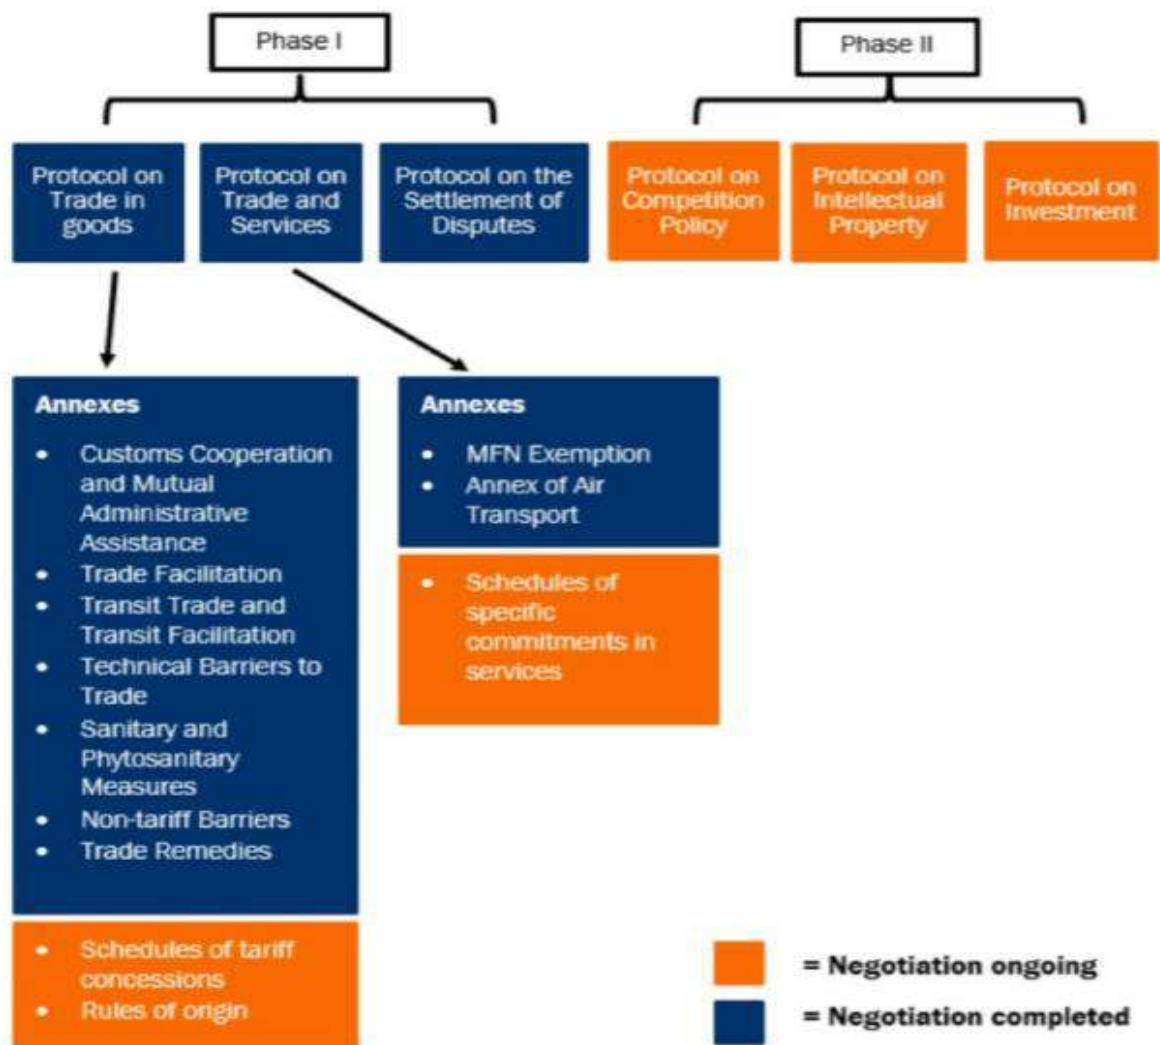 Phase I
Phase II
Protocol on
Trade in
goods
Protocol on
Trade and
Services
Protocol on the
Settlement of
Disputes
Protocol on
Competition
Policy
Protocol on
Intellectual
Property
Protocol on
Investment
Annexes
• Customs Cooperation
and Mutual
Administrative
Assistance
• Trade Facilitation
• Transit Trade and
Transit Facilitation
• Technical Barriers to
Trade
• Sanitary and
Phytosanitary
Measures
• Non-tariff Barriers
• Trade Remedies
• Schedules of tariff
concessions
• Rules of origin
Annexes
• MFN Exemption
• Annex of Air
Transport
• Schedules of
specific
commitments in
services
= Negotiation ongoing
= Negotiation completed